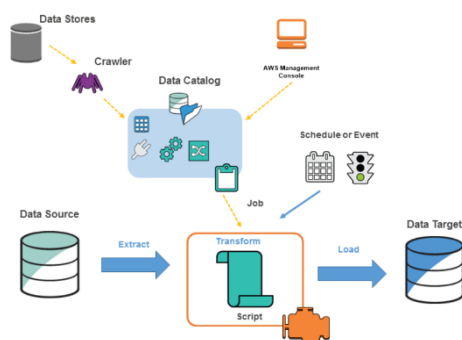 Data Stores
Crawler
Data Catalog
AWS Management
Console
Schedule or Event
Job
Data Source
Extract
Transform
Script
Load
Data Target